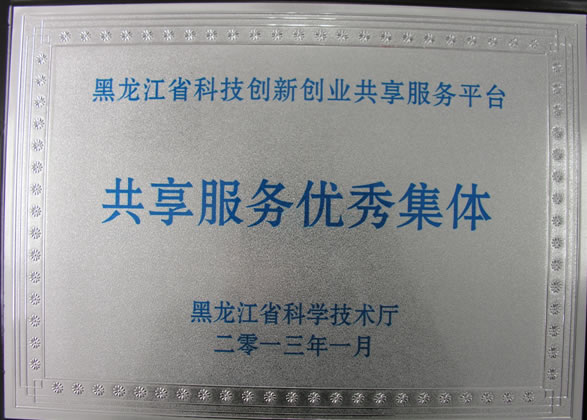 黑龙江省科技创新创业共享服务平台
共享服务优秀集体
黑龙江省科学技术厅
二零一三年一月